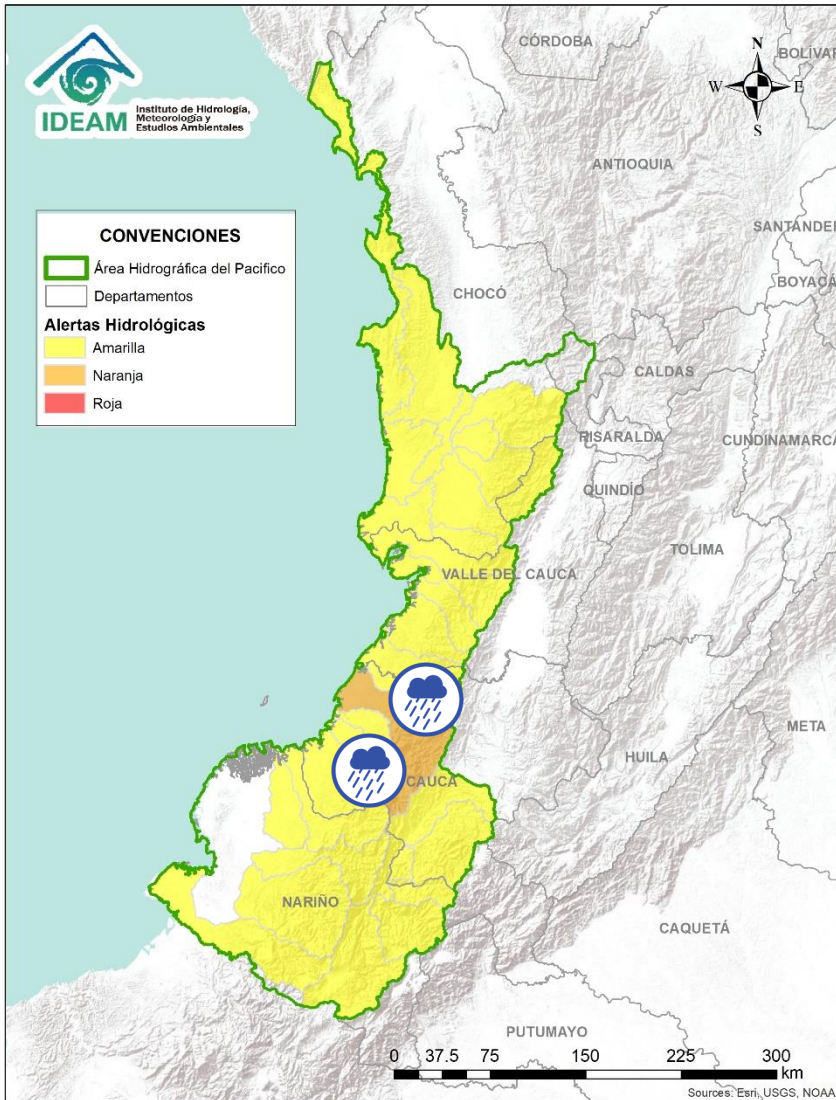 IDEAM
Instituto de Hidrología,
Meteorología y
Estudios Ambientales
CÓRDOBA
BOLÍVAR
N
W
E
S
ANTIOQUIA
SANTANDER
BOYACÁ
CONVENCIONES
Área Hidrográfica del Pacifico
Departamentos
Alertas Hidrológicas
Amarilla
Naranja
Roja
CHOCÓ
CALDAS
RISARALDA
CUNDINAMARCA
QUINDÍO
TOLIMA
VALLE DEL CAUCA
META
HUILA
CAUCA
NARIÑO
CAQUETÁ
PUTUMAYO
0 37.5 75 150 225 300
km
Sources: Esri, USGS, NOAA